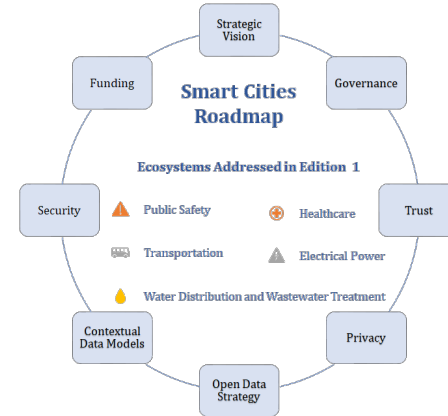 Strategic
Vision
Funding
Governance
Smart Cities
Roadmap
Ecosystems Addressed in Edition 1
Security
Public Safety
Healthcare
Trust
Transportation
Electrical Power
Water Distribution and Wastewater Treatment
Contextual
Data Models
Privacy
Open Data
Strategy